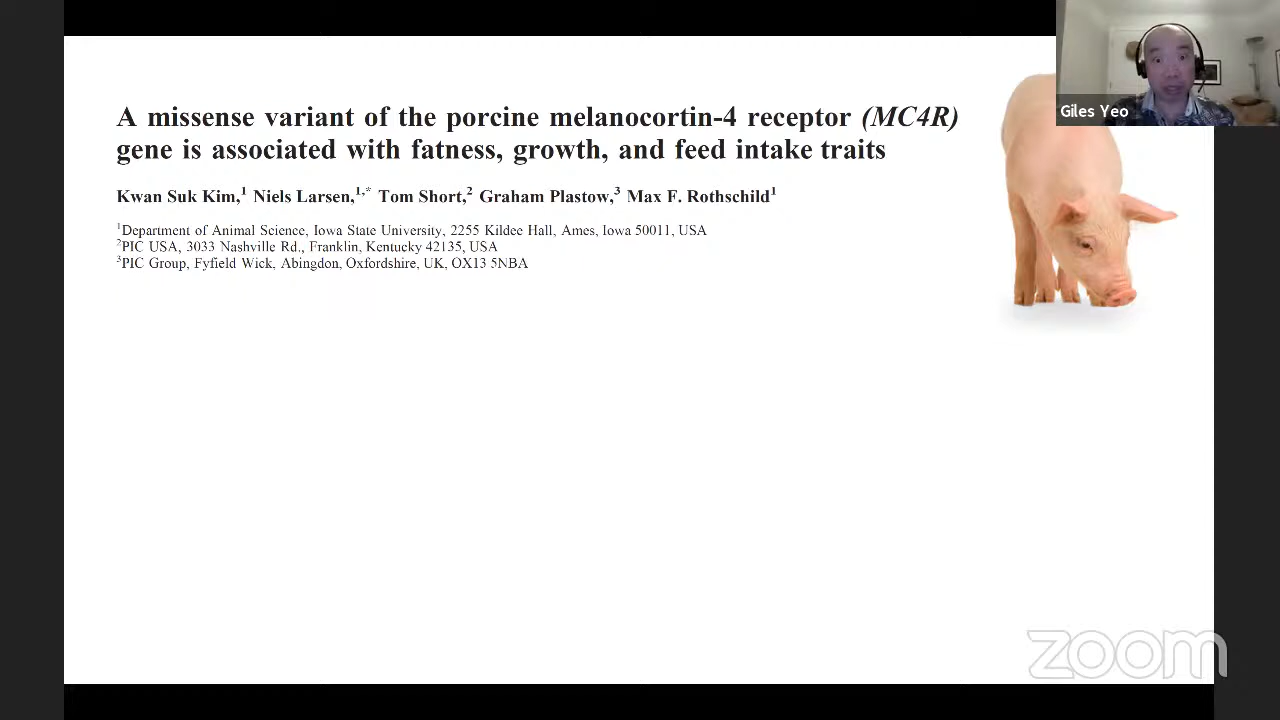 A missense variant of the porcine melanocortin-4 receptor (MC4R)
gene is associated with fatness, growth, and feed intake traits
Kwan Suk Kim,1 Niels Larsen,1,* Tom Short,2 Graham Plastow,3 Max F. Rothschild1
1Department of Animal Science, Iowa State University, 2255 Kildee Hall, Ames, Iowa 50011, USA
2PIC USA, 3033 Nashville Rd., Franklin, Kentucky 42135, USA
3PIC Group, Fyfield Wick, Abingdon, Oxfordshire, UK, OX13 5NBA
Giles Yeo
zoom